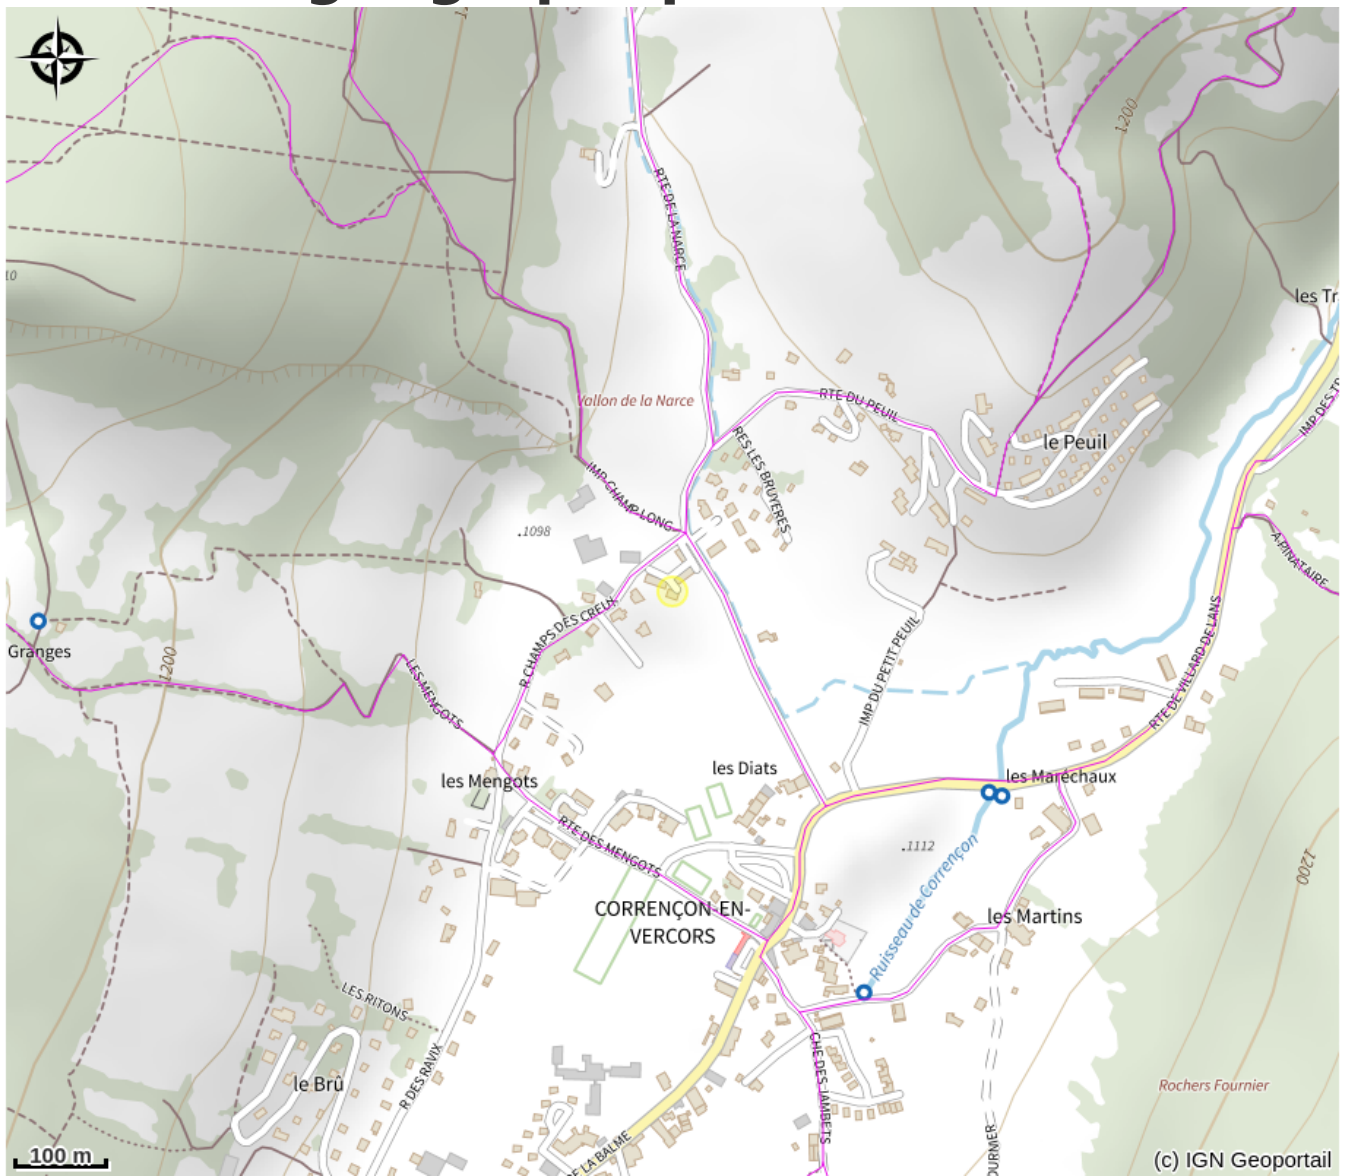 1200
RTE DE LA NARCE
10
les Tr
Vallon de la Narce
RTE DU PEUIL
le Peuil
IMP DES TR
RES LES BRUYERES
IMP CHAMP LONG
.1098
A PINATAIRE
R CHAMPS DES CREUX
Granges
1200
LES MENGOTS
IMP DU PETIT PEUIL
RTE DE VILLARD DE LANS
les Diats
les Maréchaux
les Mengots
RTE DES MENGOTS
.1112
1200
CORRENÇON-EN-
VERCORS
les Martins
Ruisseau de Corrençon
LES RITONS
R DES RAVIX
le Brû
CHE DES JAMBETS
Rochers Fournier
DE LA BALME
100 m
(c) IGN Geoportail